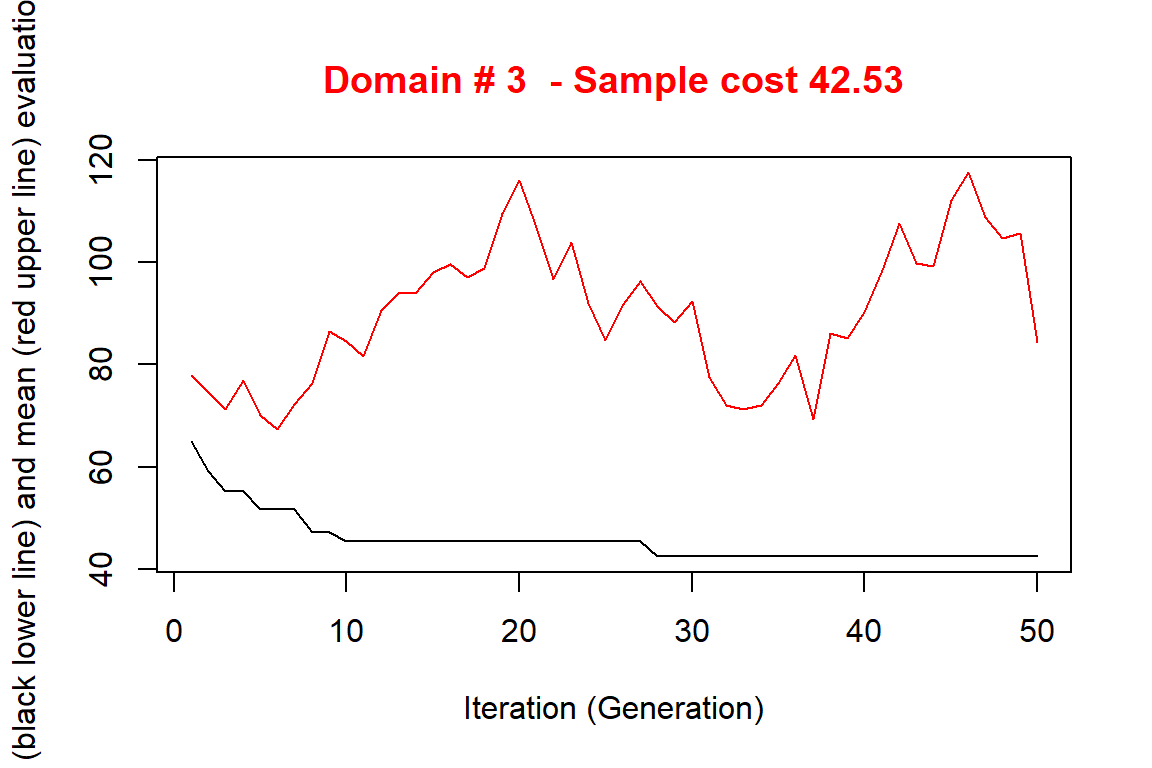 Domain # 3  - Sample cost 42.53
(black lower line) and mean (red upper line) evaluatio
120
100
80
60
40
0 10 20 30 40 50
Iteration (Generation)